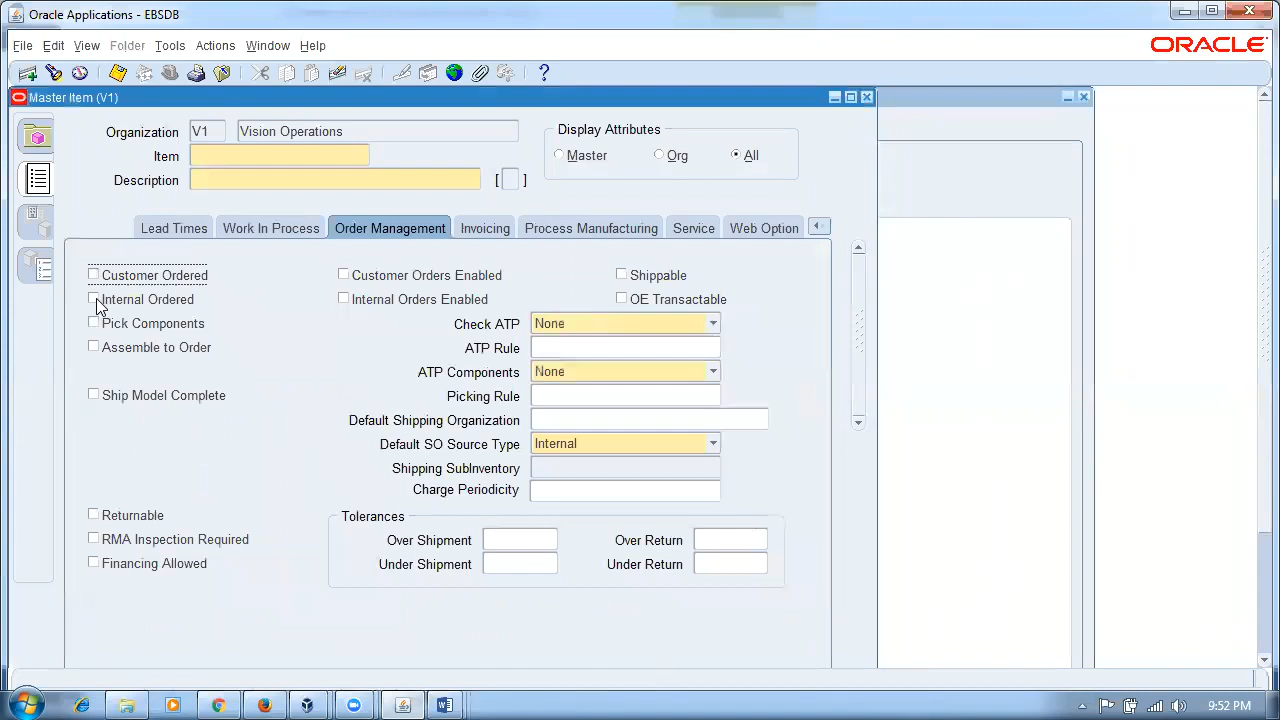 Oracle Applications - EBSDB
File Edit View Folder Tools Actions Window Help
ORACLE
Master Item (V1)
Organization V1 Vision Operations
Display Attributes
Item
Master Org All
Description [ ]
Lead Times Work In Process Order Management Invoicing Process Manufacturing Service Web Option
Customer Ordered Customer Orders Enabled Shippable
Internal Ordered Internal Orders Enabled OE Transactable
Pick Components Check ATP None
Assemble to Order ATP Rule
ATP Components None
Ship Model Complete Picking Rule
Default Shipping Organization
Default SO Source Type Internal
Shipping SubInventory
Charge Periodicity
Returnable Tolerances
RMA Inspection Required Over Shipment Over Return
Financing Allowed Under Shipment Under Return
9:52 PM